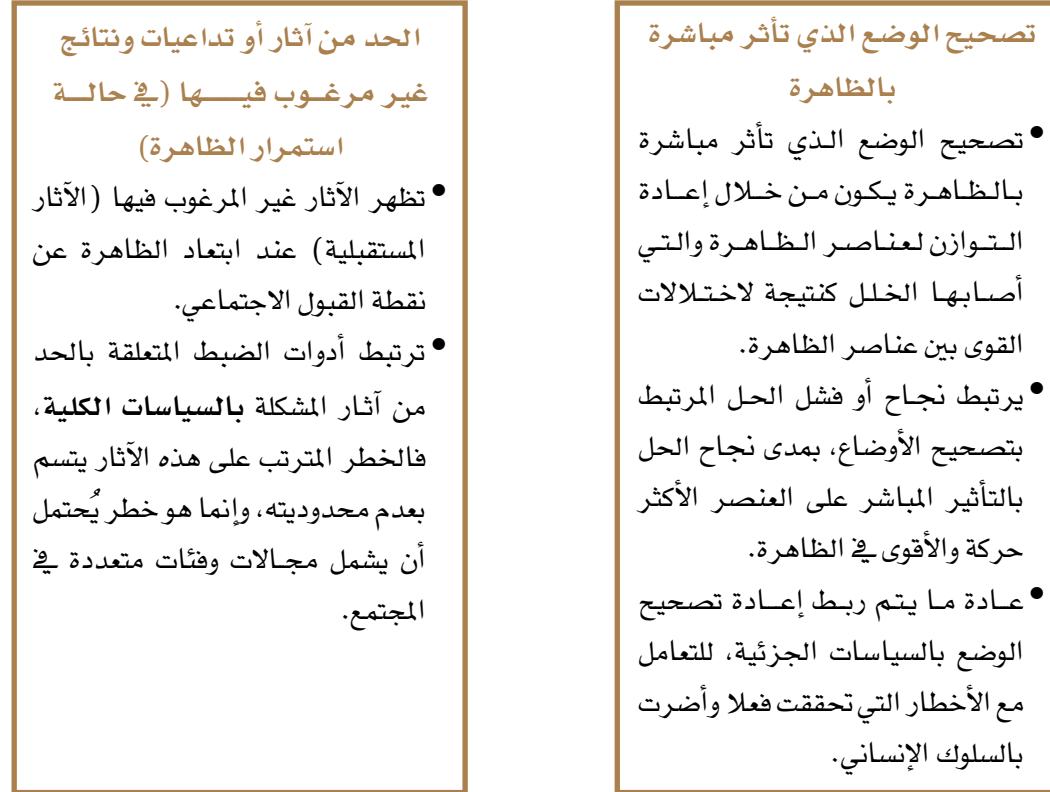 تصحيح الوضع الذي تأثر مباشرة
بالظاهرة
• تصحيح الوضع الذي تأثر مباشرة
بالظاهرة يكون من خلال إعادة
التوازن لعناصر الظاهرة والتي
أصابها الخلل كنتيجة لاختلالات
القوى بين عناصر الظاهرة.
• يرتبط نجاح أو فشل الحل المرتبط
بتصحيح الأوضاع، بمدى نجاح الحل
بالتأثير المباشر على العنصر الأكثر
حركة والأقوى في الظاهرة.
• عادة ما يتم ربط إعادة تصحيح
الوضع بالسياسات الجزئية، للتعامل
مع الأخطار التي تحققت فعلا وأضرت
بالسلوك الإنساني.
الحد من آثار أو تداعيات ونتائج
غير مرغوب فيها (في حالة
استمرار الظاهرة)
• تظهر الآثار غير المرغوب فيها (الآثار
المستقبلية) عند ابتعاد الظاهرة عن
نقطة القبول الاجتماعي.
• ترتبط أدوات الضبط المتعلقة بالحد
من آثار المشكلة بالسياسات الكلية،
فالخطر المترتب على هذه الآثار يتسم
بعدم محدوديته، وإنما هو خطر يُحتمل
أن يشمل مجالات وفئات متعددة في
المجتمع.